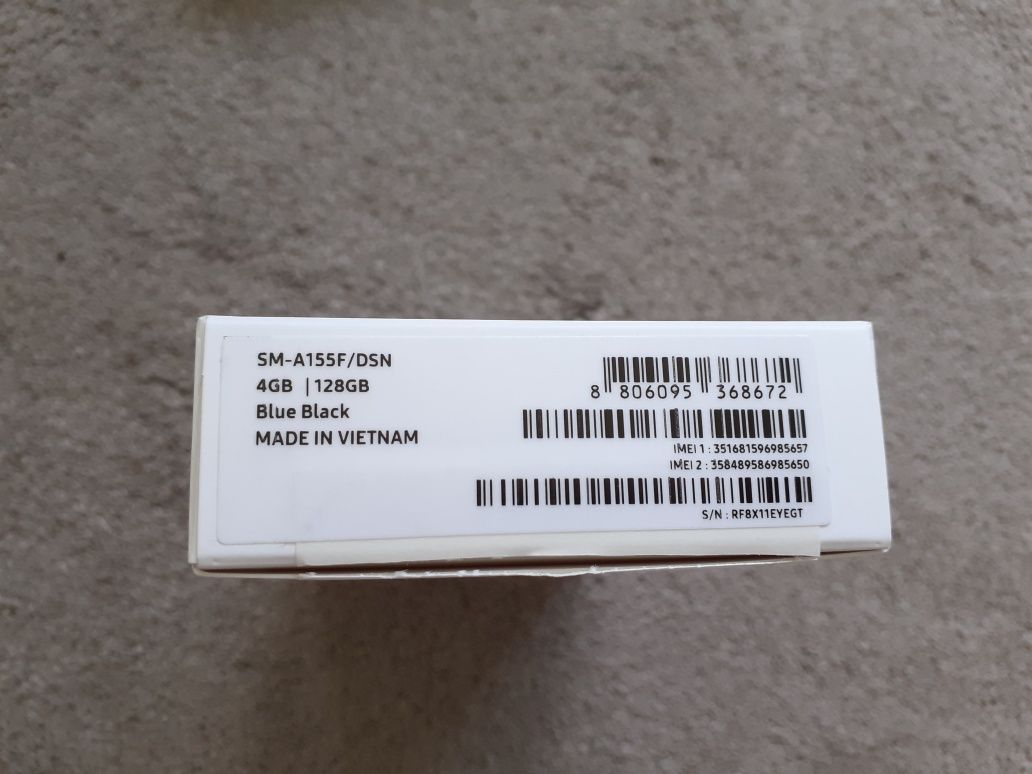 SM-A155F/DSN
4GB | 128GB
Blue Black
MADE IN VIETNAM
8 806095 368672
IMEI 1 : 351681596985657
IMEI 2 : 358489586985650
S/N : RF8X11EYEGT